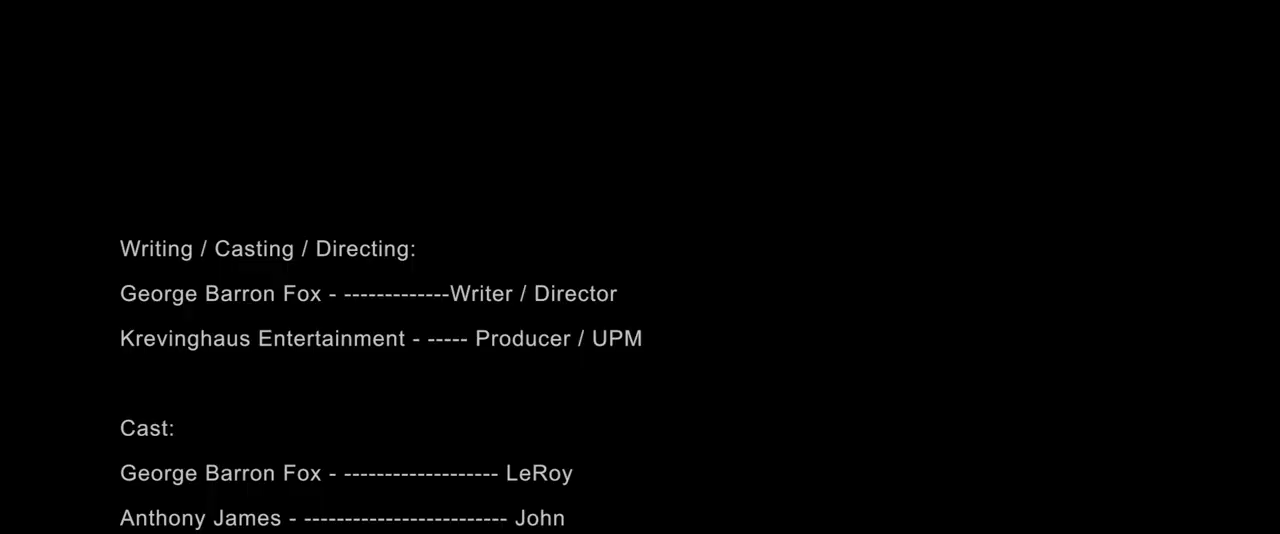 Writing / Casting / Directing:
George Barron Fox - -------------Writer / Director
Krevinghaus Entertainment - ----- Producer / UPM
Cast:
George Barron Fox - ------------------- LeRoy
Anthony James - ------------------------- John